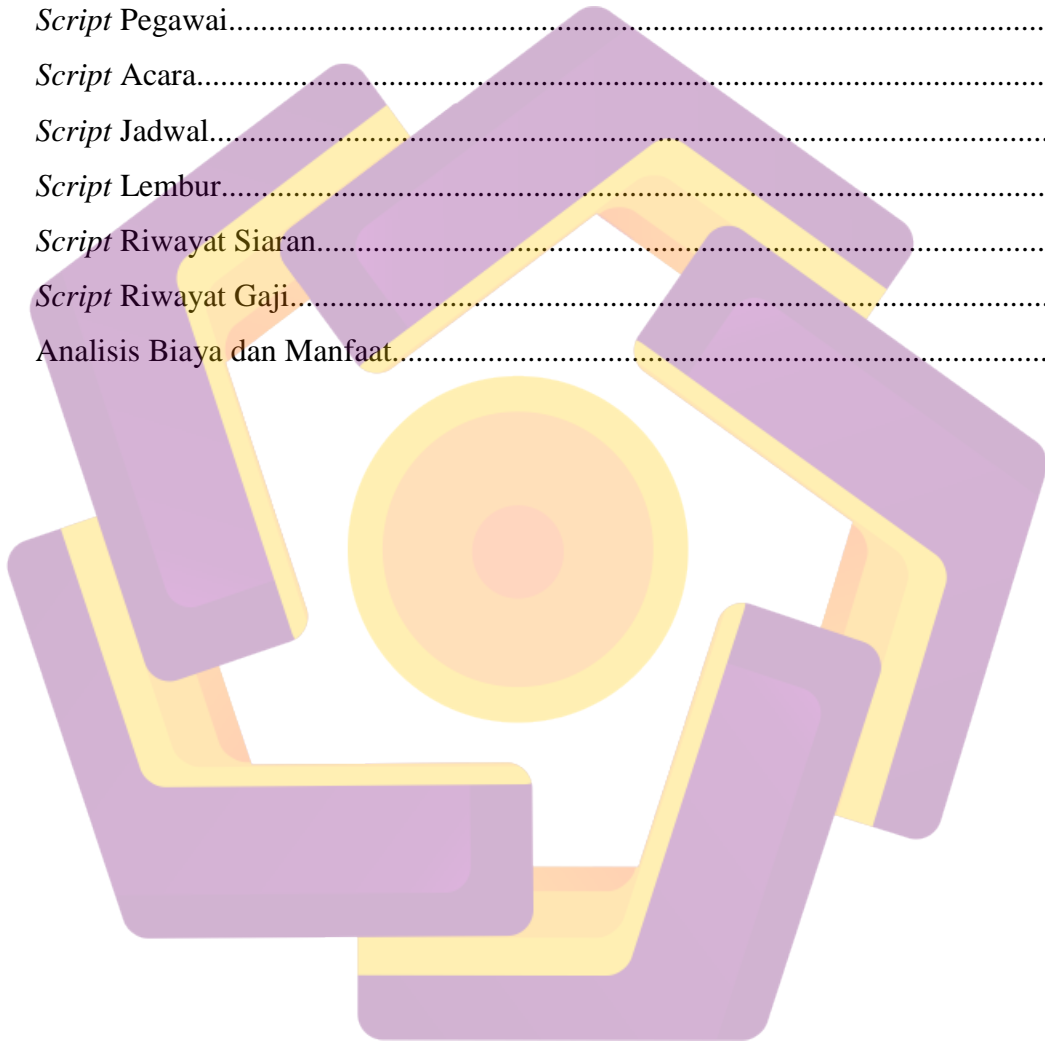 Script Pegawai................................................................................................
Script Acara....................................................................................................
Script Jadwal..................................................................................................
Script Lembur.................................................................................................
Script Riwayat Siaran.....................................................................................
Script Riwayat Gaji........................................................................................
Analisis Biaya dan Manfaat...........................................................................